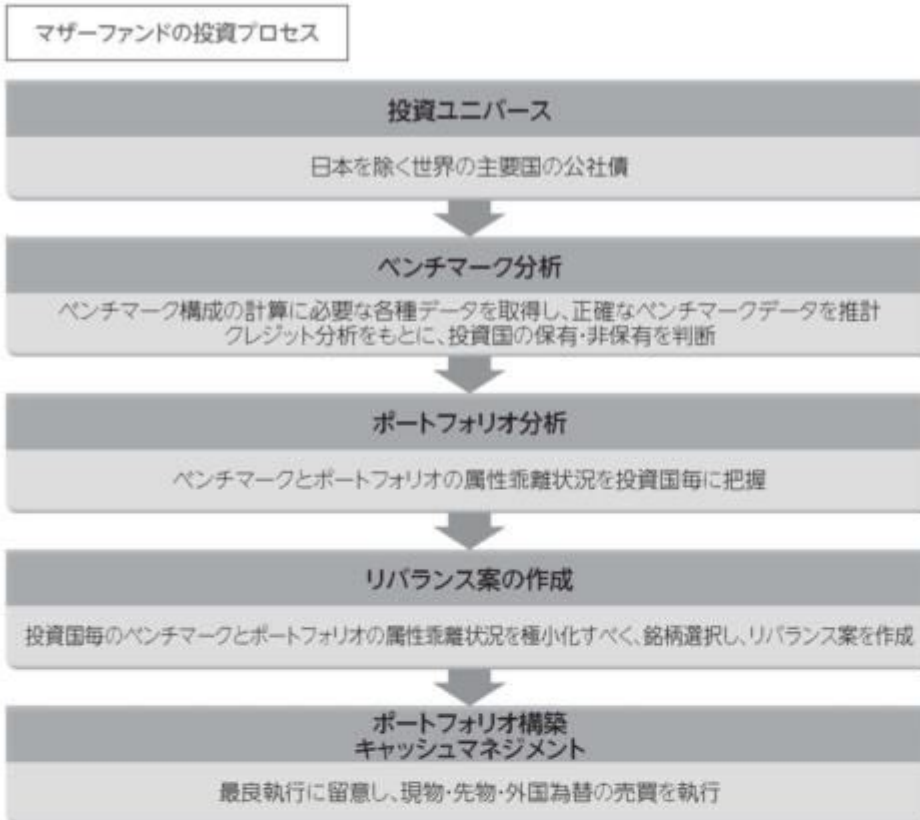 マザーファンドの投資プロセス
投資ユニバース
日本を除く世界の主要国の公社債
ベンチマーク分析
ベンチマーク構成の計算に必要な各種データを取得し、正確なベンチマークデータを推計
クレジット分析をもとに、投資国の保有・非保有を判断
ポートフォリオ分析
ベンチマークとポートフォリオの属性乖離状況を投資国毎に把握
リバランス案の作成
投資国毎のベンチマークとポートフォリオの属性乖離状況を極小化すべく、銘柄選択し、リバランス案を作成
ポートフォリオ構築
キャッシュマネジメント
最良執行に留意し、現物・先物・外国為替の売買を執行